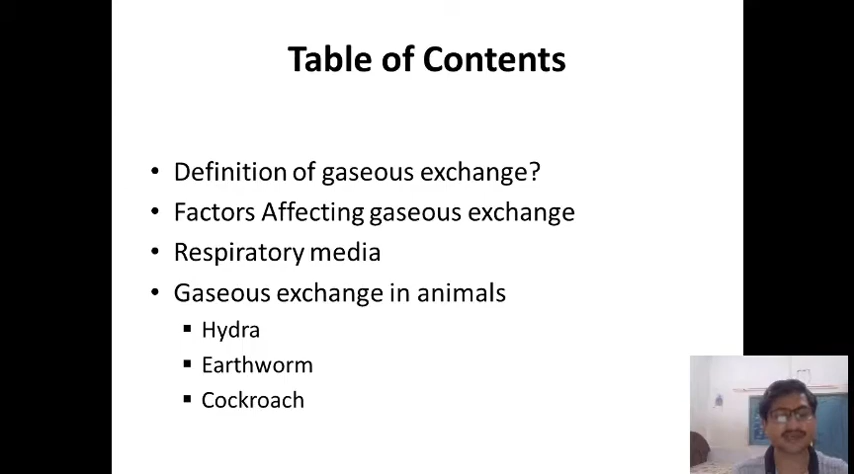 Table of Contents
• Definition of gaseous exchange?
• Factors Affecting gaseous exchange
• Respiratory media
• Gaseous exchange in animals
▪ Hydra
▪ Earthworm
▪ Cockroach